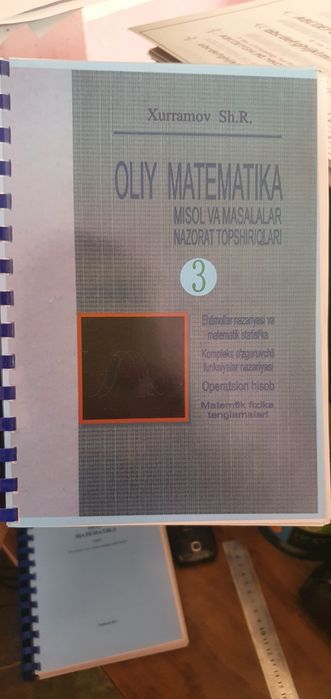 Xurramov Sh.R.
OLIY MATEMATIKA
MISOL VA MASALALAR
NAZORAT TOPSHIRIQLARI
3
Ehtimollar nazariyasi va
matematik statistika
Kompleks o'zgaruvchili
funksiyalar nazariyasi
Operatsion hisob
Matematik fizika
tenglamalari
MATEMATIKA